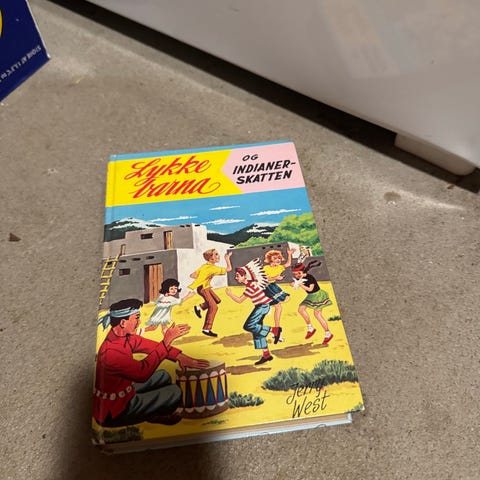 Lykke
barna
OG
INDIANER-
SKATTEN
Jerry
West